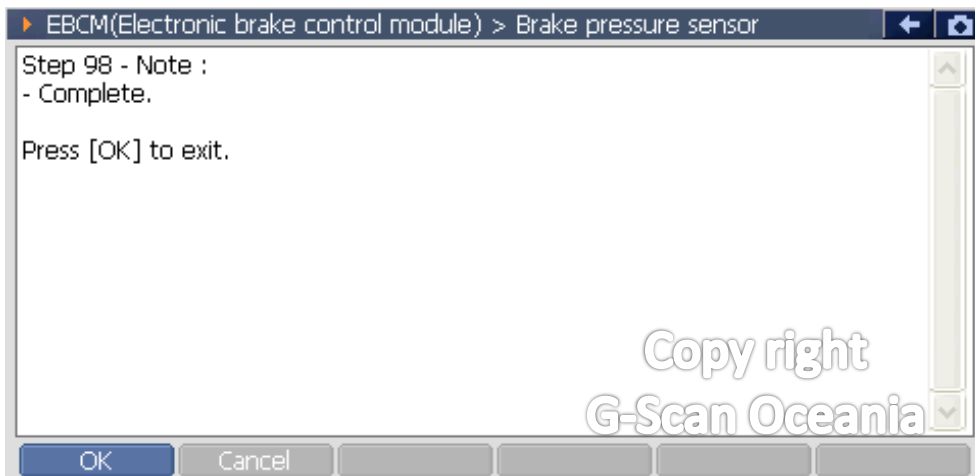 EBCM(Electronic brake control module) > Brake pressure sensor
Step 98 - Note :
- Complete.
Press [OK] to exit.
Copy right
G-Scan Oceania
OK
Cancel